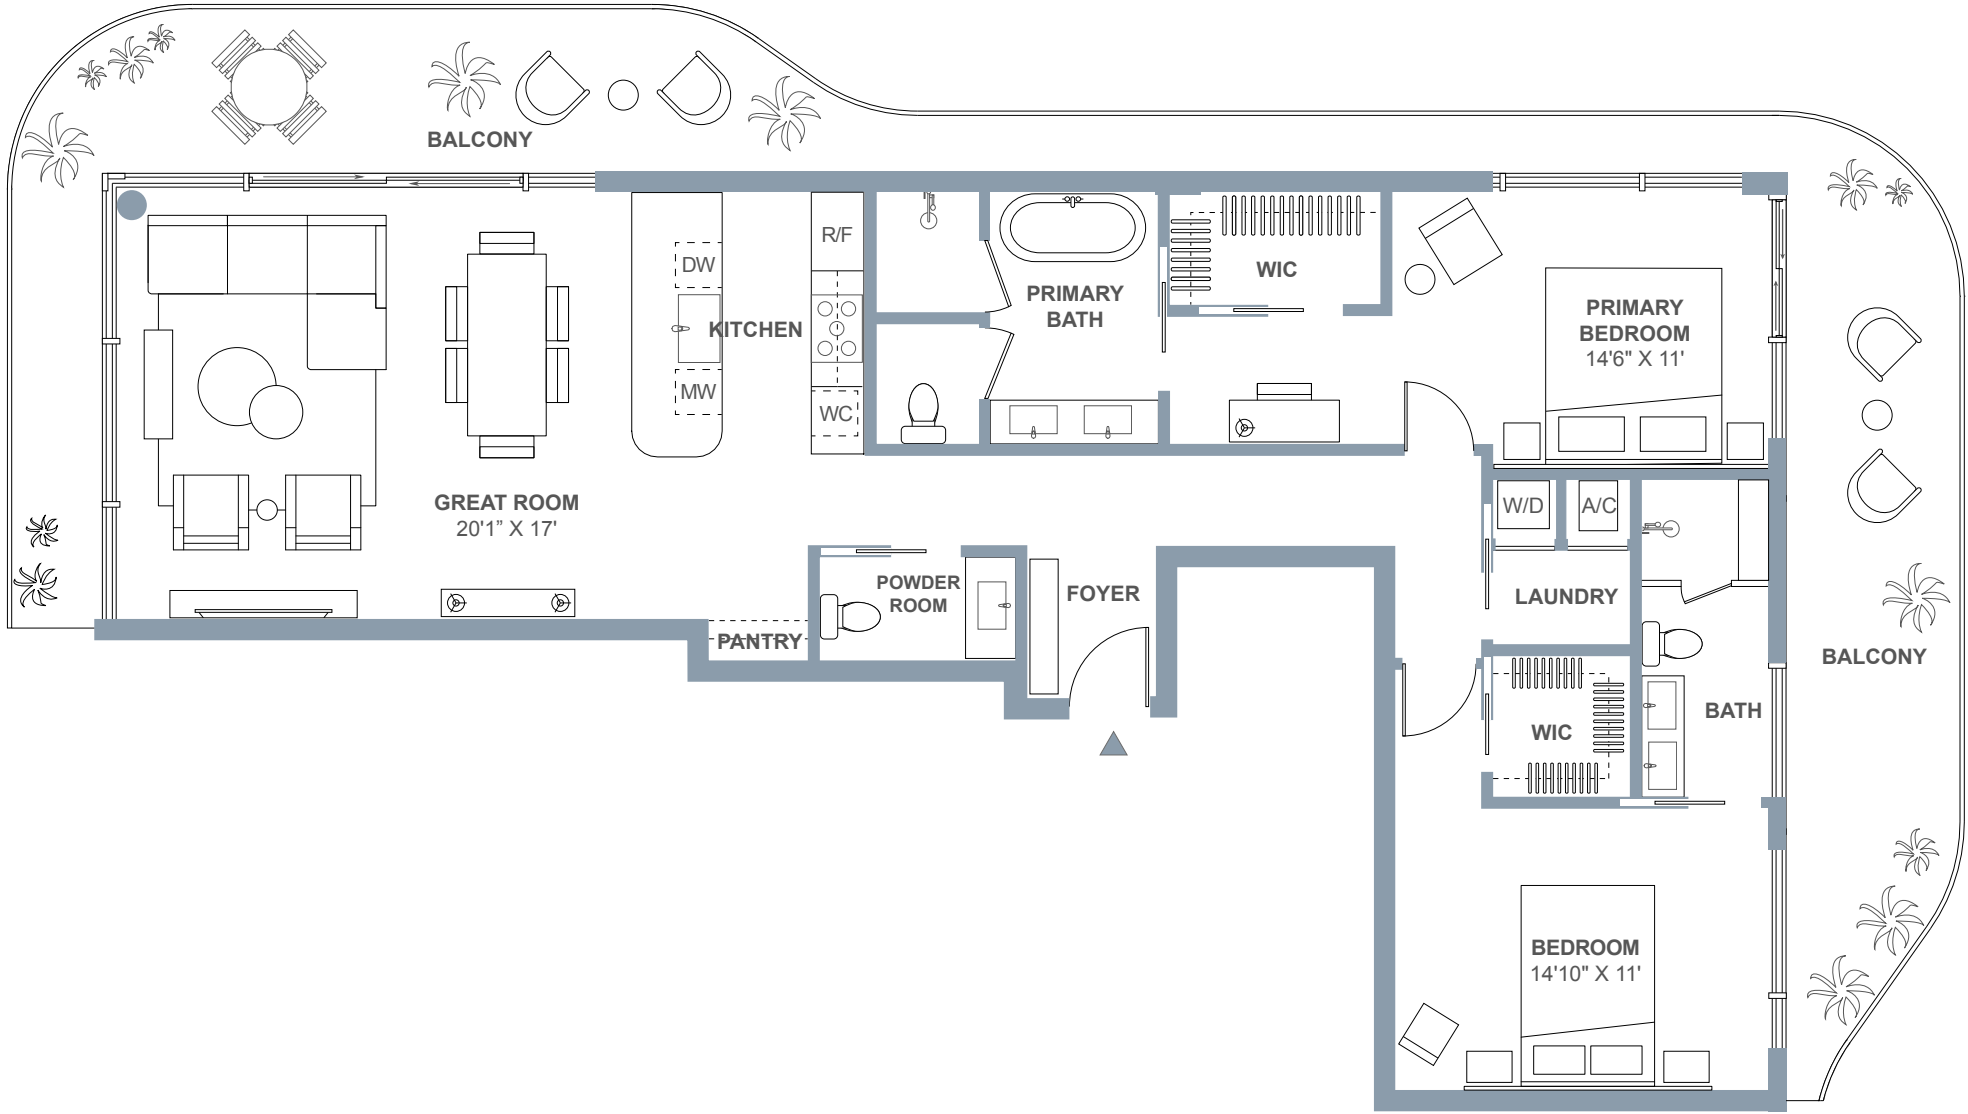 BALCONY
R/F
DW
KITCHEN
MW
WC
PRIMARY
BATH
WIC
PRIMARY
BEDROOM
14'6" X 11'
GREAT ROOM
20'1” X 17'
W/D
A/C
POWDER
ROOM
FOYER
LAUNDRY
PANTRY
BALCONY
BATH
WIC
BEDROOM
14'10" X 11'